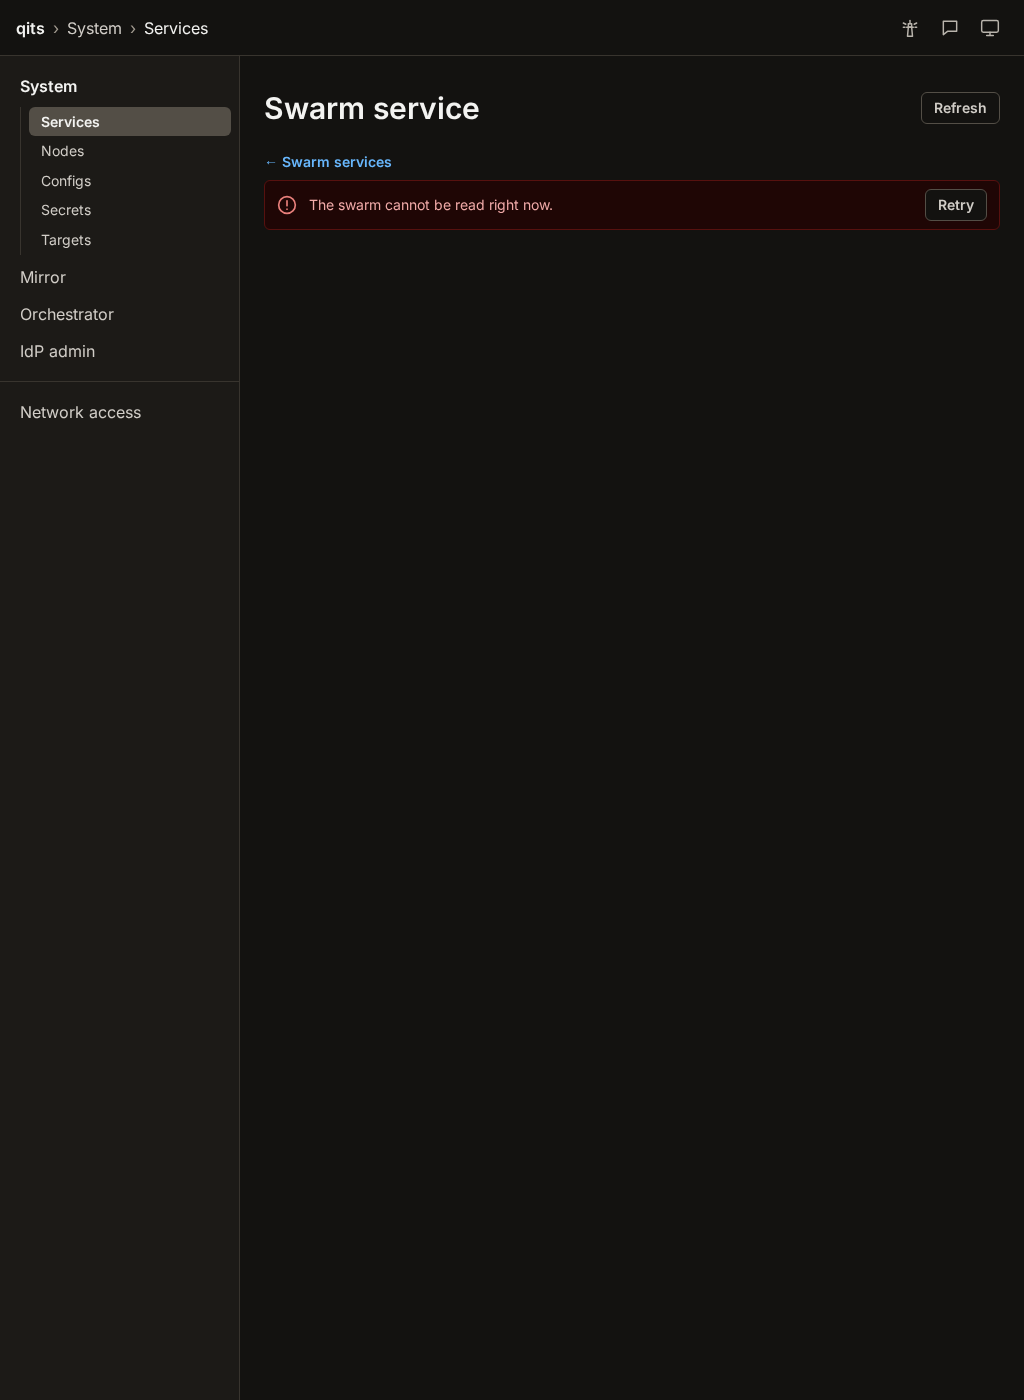 qits › System › Services
System
Services
Nodes
Configs
Secrets
Targets
Mirror
Orchestrator
IdP admin
Network access
Swarm service
Refresh
← Swarm services
The swarm cannot be read right now.
Retry